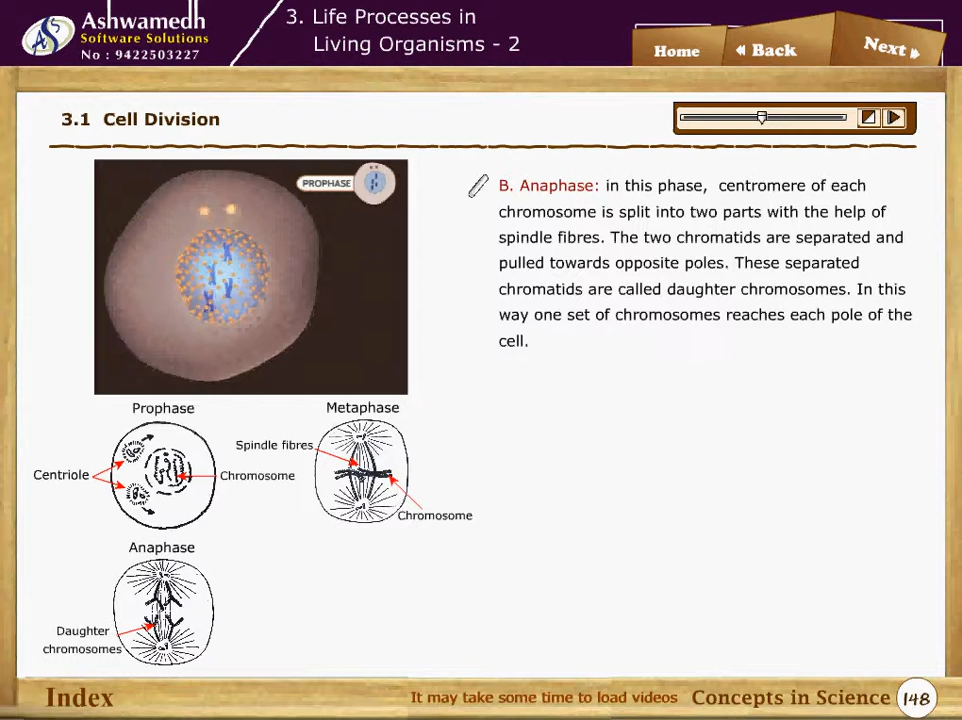 Ashwamedh
Software Solutions
No : 9422503227
3. Life Processes in
Living Organisms - 2
Home
Back
Next
3.1 Cell Division
PROPHASE
B. Anaphase: in this phase, centromere of each
chromosome is split into two parts with the help of
spindle fibres. The two chromatids are separated and
pulled towards opposite poles. These separated
chromatids are called daughter chromosomes. In this
way one set of chromosomes reaches each pole of the
cell.
Prophase
Centriole
Chromosome
Metaphase
Spindle fibres
Chromosome
Anaphase
Daughter
chromosomes
Index
It may take some time to load videos
Concepts in Science
148